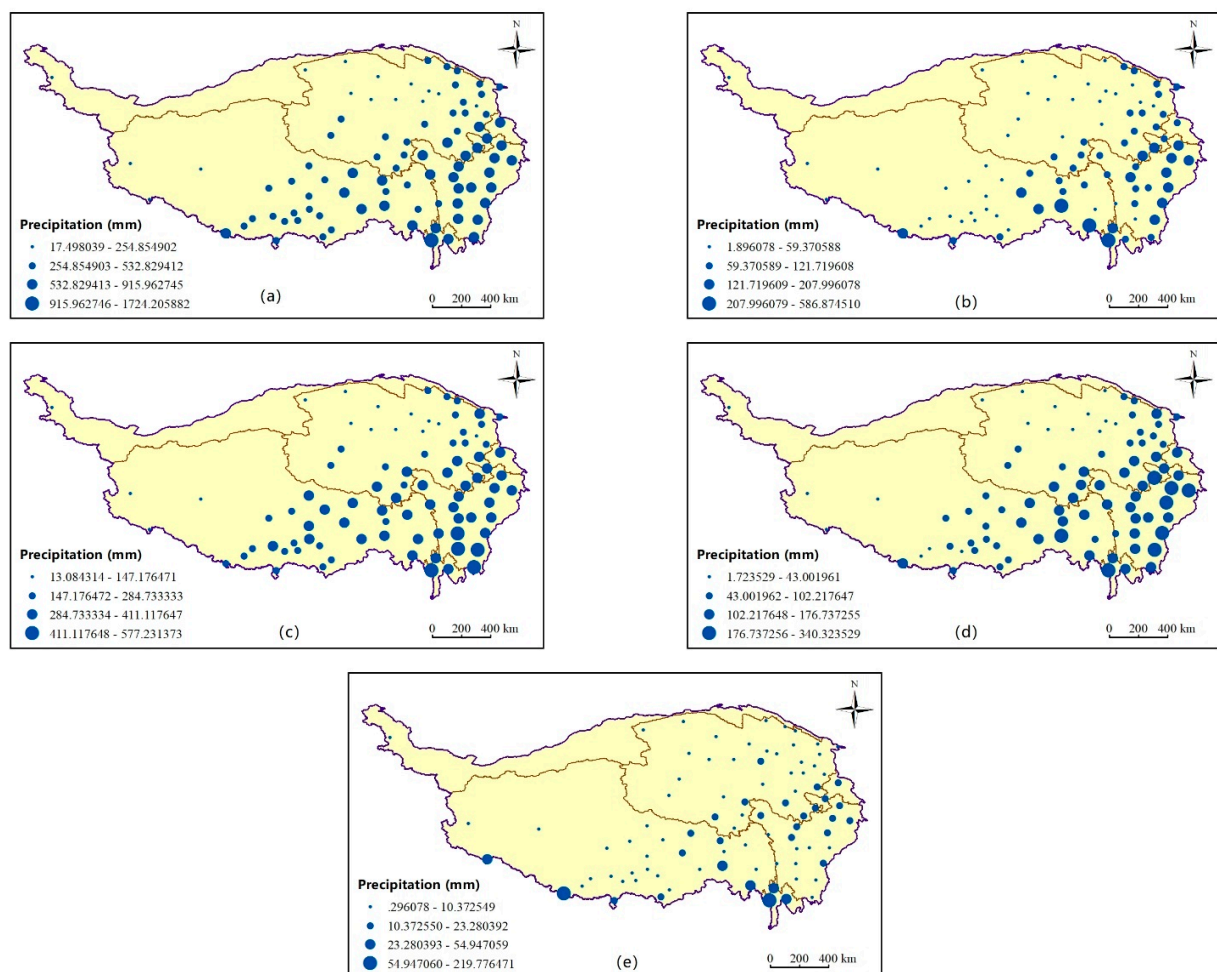 N
Precipitation (mm)
17.498039 - 254.854902
254.854903 - 532.829412
532.829413 - 915.962745
915.962746 - 1724.205882
(a)
0 200 400 km
N
Precipitation (mm)
1.896078 - 59.370588
59.370589 - 121.719608
121.719609 - 207.996078
207.996079 - 586.874510
(b)
0 200 400 km
N
Precipitation (mm)
13.084314 - 147.176471
147.176472 - 284.733333
284.733334 - 411.117647
411.117648 - 577.231373
(c)
0 200 400 km
N
Precipitation (mm)
1.723529 - 43.001961
43.001962 - 102.217647
102.217648 - 176.737255
176.737256 - 340.323529
(d)
0 200 400 km
N
Precipitation (mm)
.296078 - 10.372549
10.372550 - 23.280392
23.280393 - 54.947059
54.947060 - 219.776471
(e)
0 200 400 km